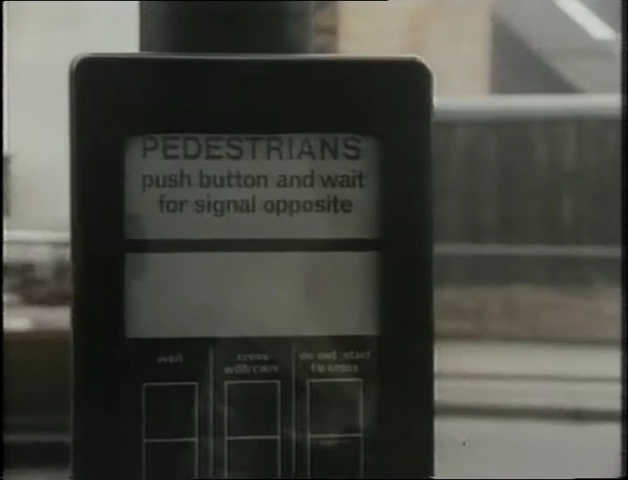 PEDESTRIANS
push button and wait
for signal opposite
wait
cross
with care
do not start
to cross